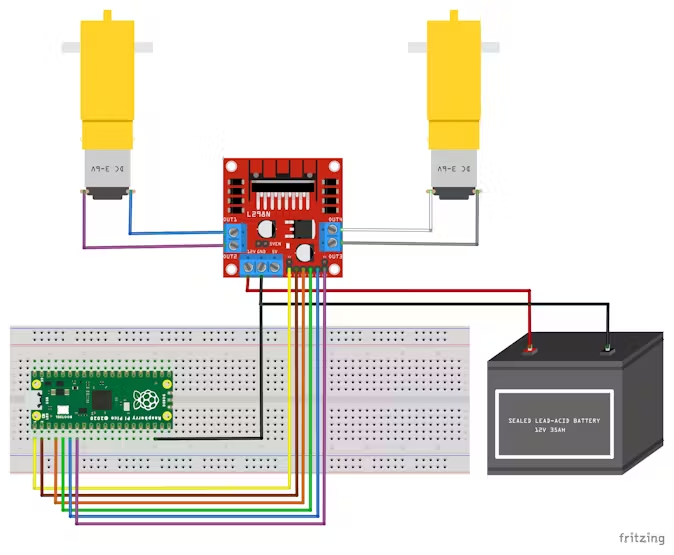 DC 3-6V
DC 3-6V
L298N
OUT1
OUT4
OUT2
OUT3
5VEN
12V GND 5V
Raspberry Pi Pico ©2020
BOOTSEL
SEALED LEAD-ACID BATTERY
12V 35AH
fritzing